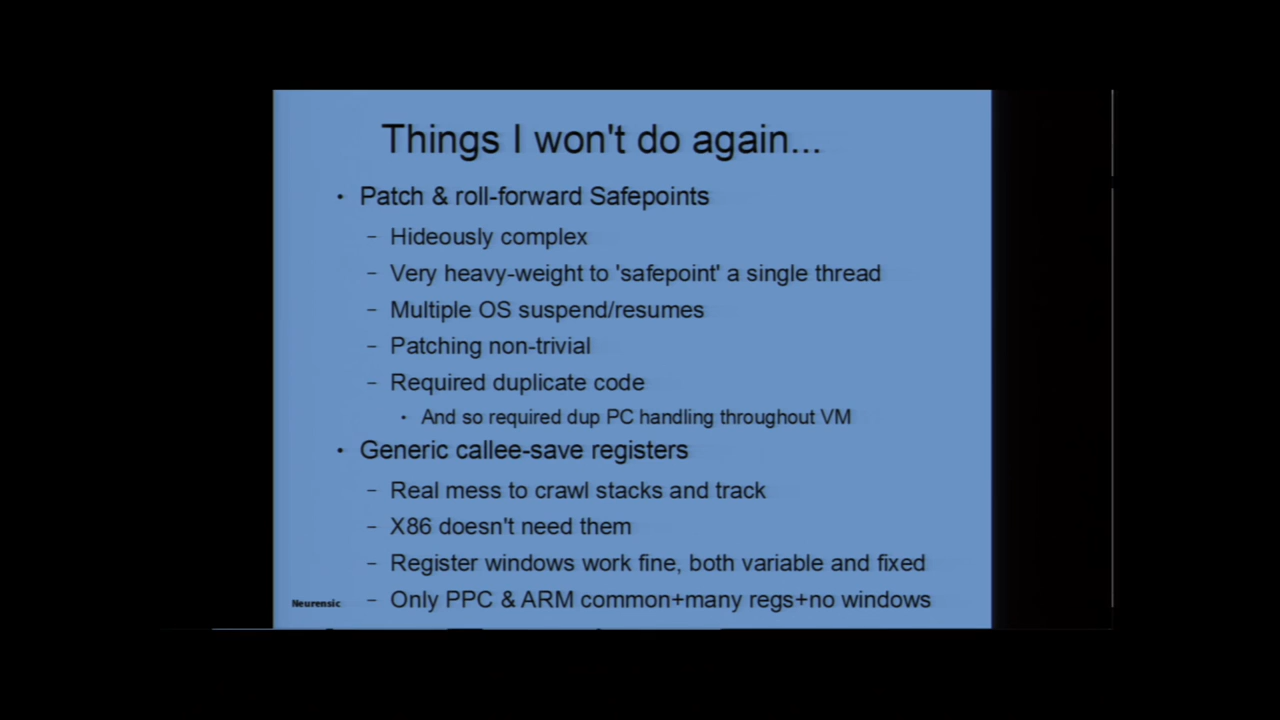 Things I won't do again...
• Patch & roll-forward Safepoints
– Hideously complex
– Very heavy-weight to 'safepoint' a single thread
– Multiple OS suspend/resumes
– Patching non-trivial
– Required duplicate code
• And so required dup PC handling throughout VM
• Generic callee-save registers
– Real mess to crawl stacks and track
– X86 doesn't need them
– Register windows work fine, both variable and fixed
– Only PPC & ARM common+many regs+no windows
Neurensic